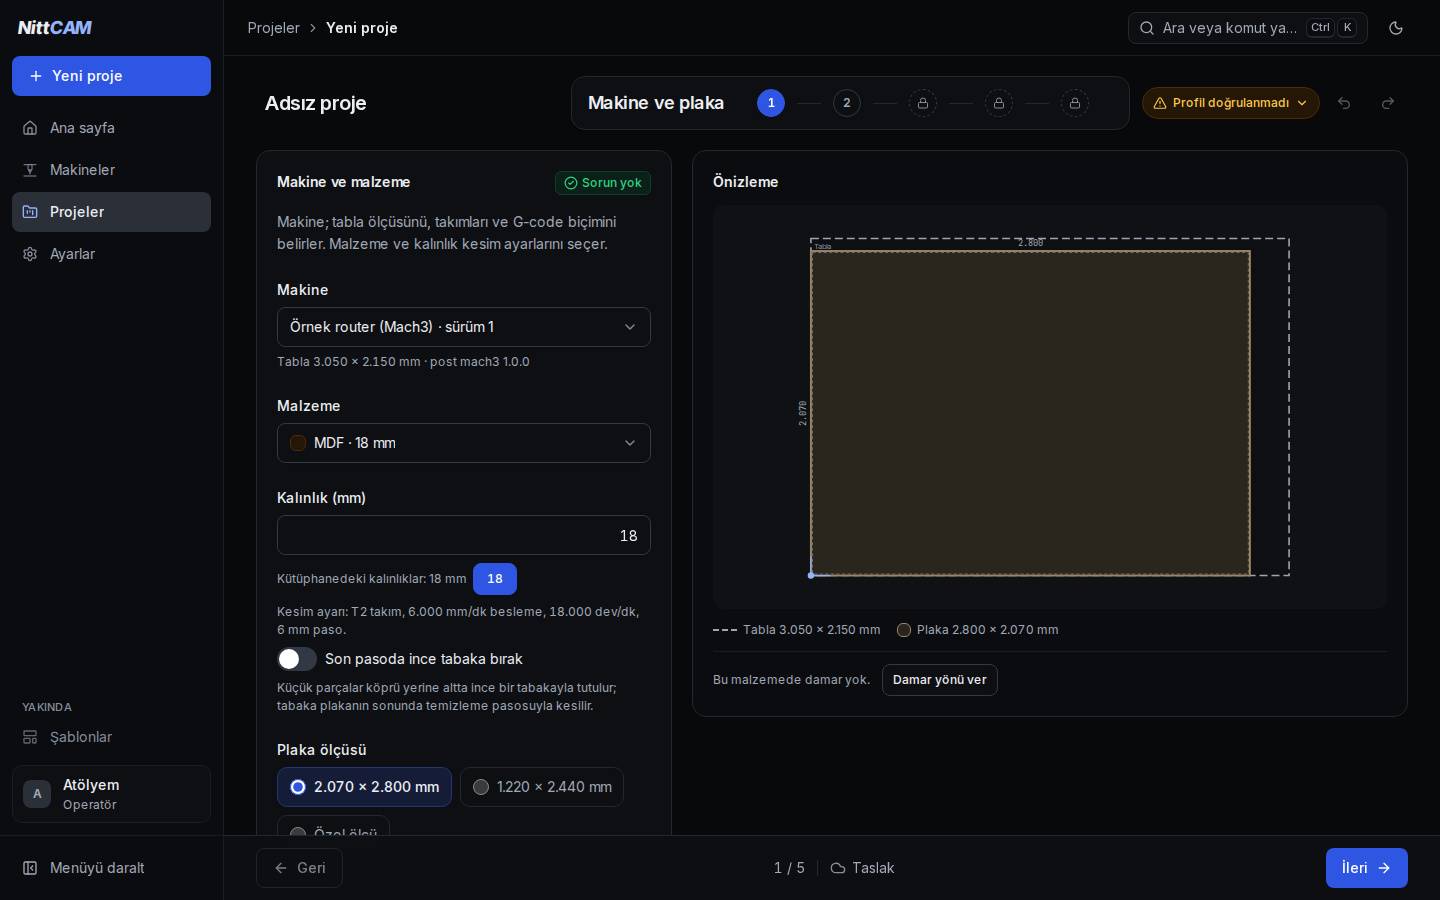 NittCAM
Yeni proje
Ana sayfa
Makineler
Projeler
Ayarlar
YAKINDA
Şablonlar
A
Atölyem
Operatör
Menüyü daralt
Projeler > Yeni proje
Ara veya komut ya... Ctrl K
Adsız proje
Makine ve plaka 1 2
Profil doğrulanmadı
Makine ve malzeme
Sorun yok
Makine; tabla ölçüsünü, takımları ve G-code biçimini
belirler. Malzeme ve kalınlık kesim ayarlarını seçer.
Makine
Örnek router (Mach3) · sürüm 1
Tabla 3.050 × 2.150 mm · post mach3 1.0.0
Malzeme
MDF · 18 mm
Kalınlık (mm)
18
Kütüphanedeki kalınlıklar: 18 mm 18
Kesim ayarı: T2 takım, 6.000 mm/dk besleme, 18.000 dev/dk,
6 mm paso.
Son pasoda ince tabaka bırak
Küçük parçalar köprü yerine altta ince bir tabakayla tutulur;
tabaka plakanın sonunda temizleme pasosuyla kesilir.
Plaka ölçüsü
2.070 × 2.800 mm
1.220 × 2.440 mm
Özel ölçü
Önizleme
Tabla
2.800
2.070
Tabla 3.050 × 2.150 mm
Plaka 2.800 × 2.070 mm
Bu malzemede damar yok.
Damar yönü ver
Geri
1 / 5
Taslak
İleri